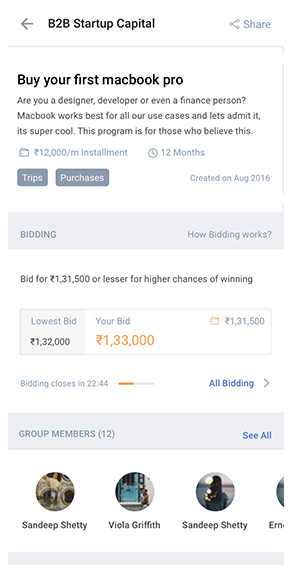 B2B Startup Capital
Share
Buy your first macbook pro
Are you a designer, developer or even a finance person?
Macbook works best for all our use cases and lets admit it,
its super cool. This program is for those who believe this.
₹12,000/m Installment 12 Months
Trips Purchases Created on Aug 2016
BIDDING How Bidding works?
Bid for ₹1,31,500 or lesser for higher chances of winning
Lowest Bid Your Bid ₹1,31,500
₹1,32,000 ₹1,33,000
Bidding closes in 22:44 All Bidding
GROUP MEMBERS (12) See All
Sandeep Shetty Viola Griffith Sandeep Shetty Erne